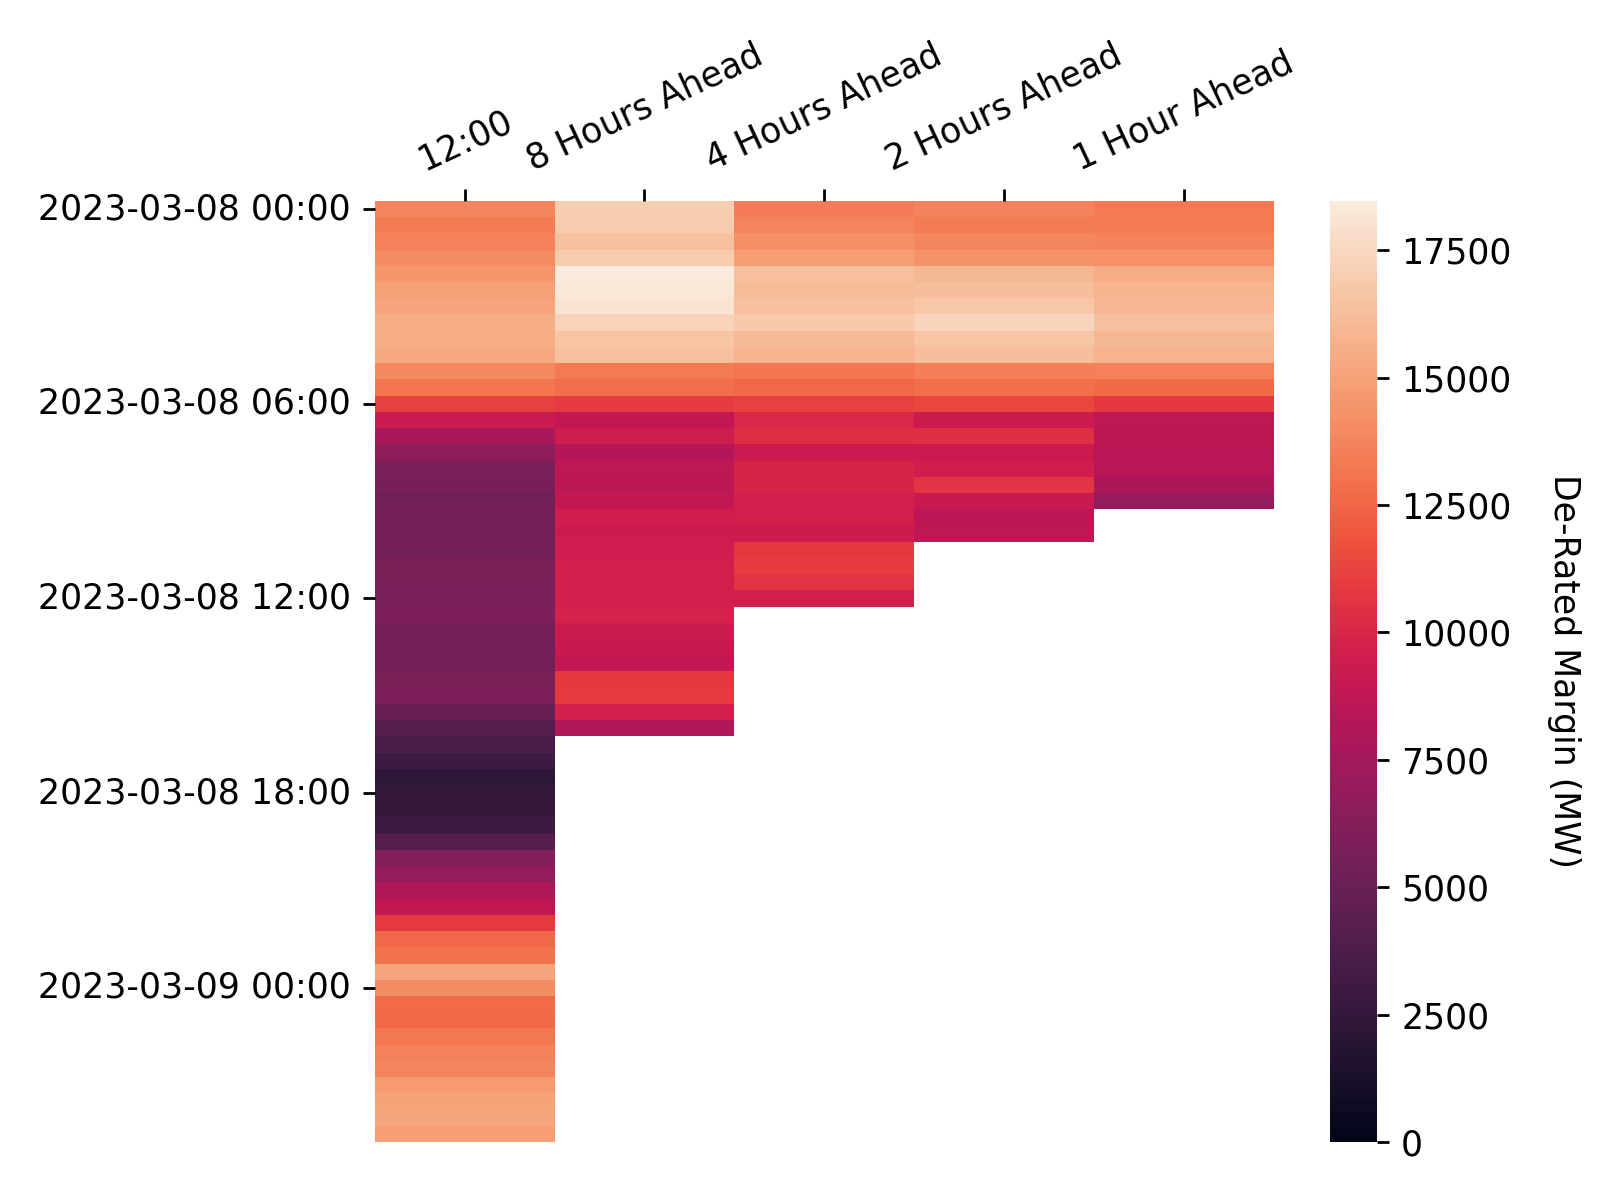 12:00
8 Hours Ahead
4 Hours Ahead
2 Hours Ahead
1 Hour Ahead
2023-03-08 00:00
2023-03-08 06:00
2023-03-08 12:00
2023-03-08 18:00
2023-03-09 00:00
17500
15000
12500
10000
7500
5000
2500
0
De-Rated Margin (MW)